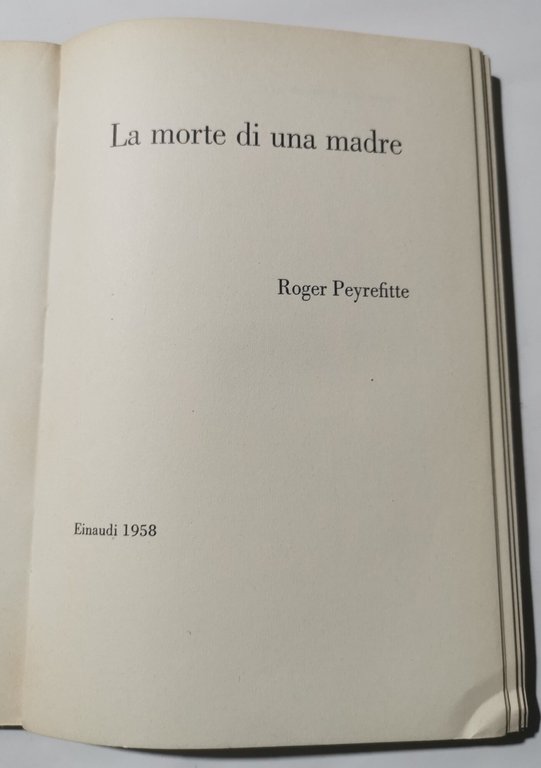 La morte di una madre
Roger Peyrefitte
Einaudi 1958